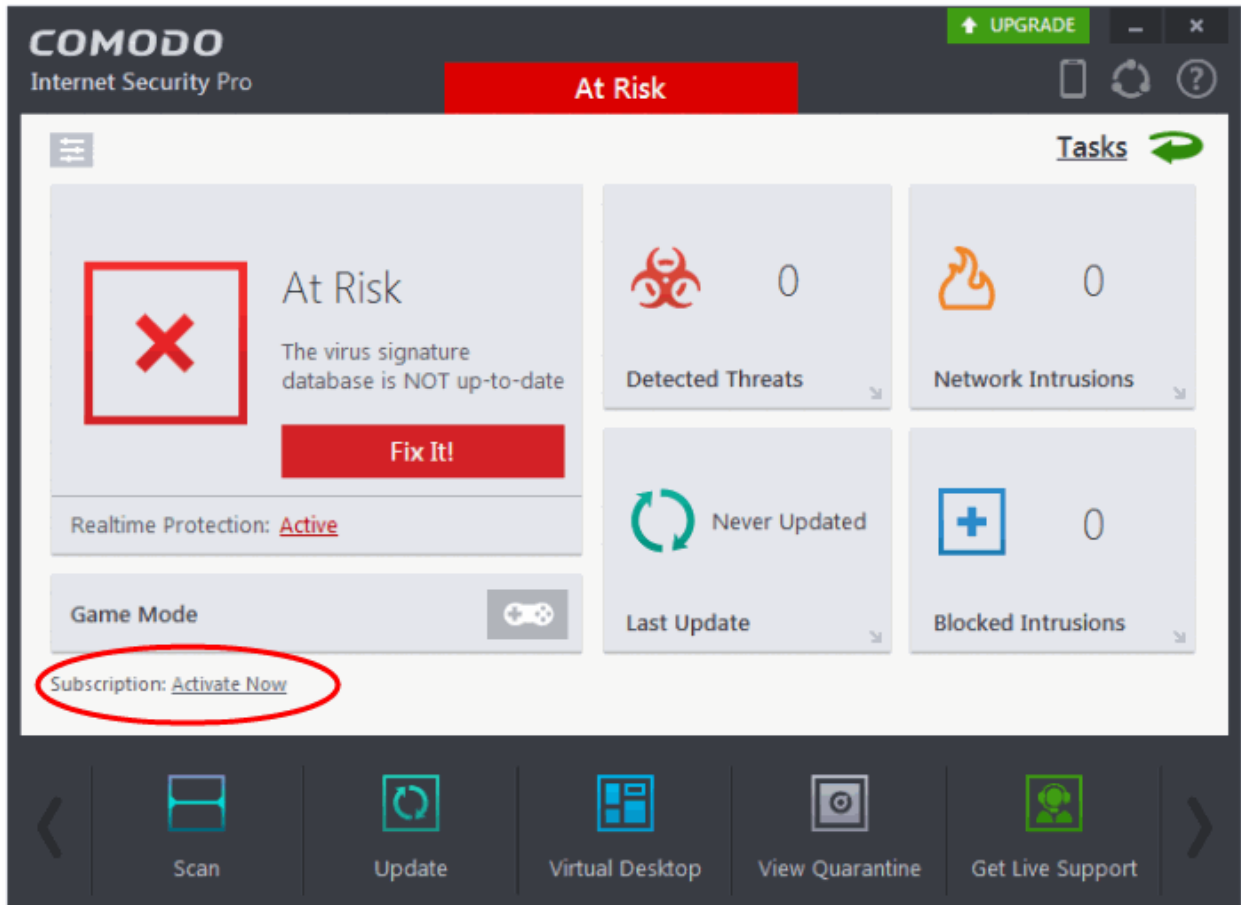 COMODO
Internet Security Pro
UPGRADE
At Risk
Tasks
At Risk
The virus signature
database is NOT up-to-date
Fix It!
Realtime Protection: Active
Game Mode
0
Detected Threats
0
Network Intrusions
Never Updated
Last Update
0
Blocked Intrusions
Subscription: Activate Now
Scan
Update
Virtual Desktop
View Quarantine
Get Live Support